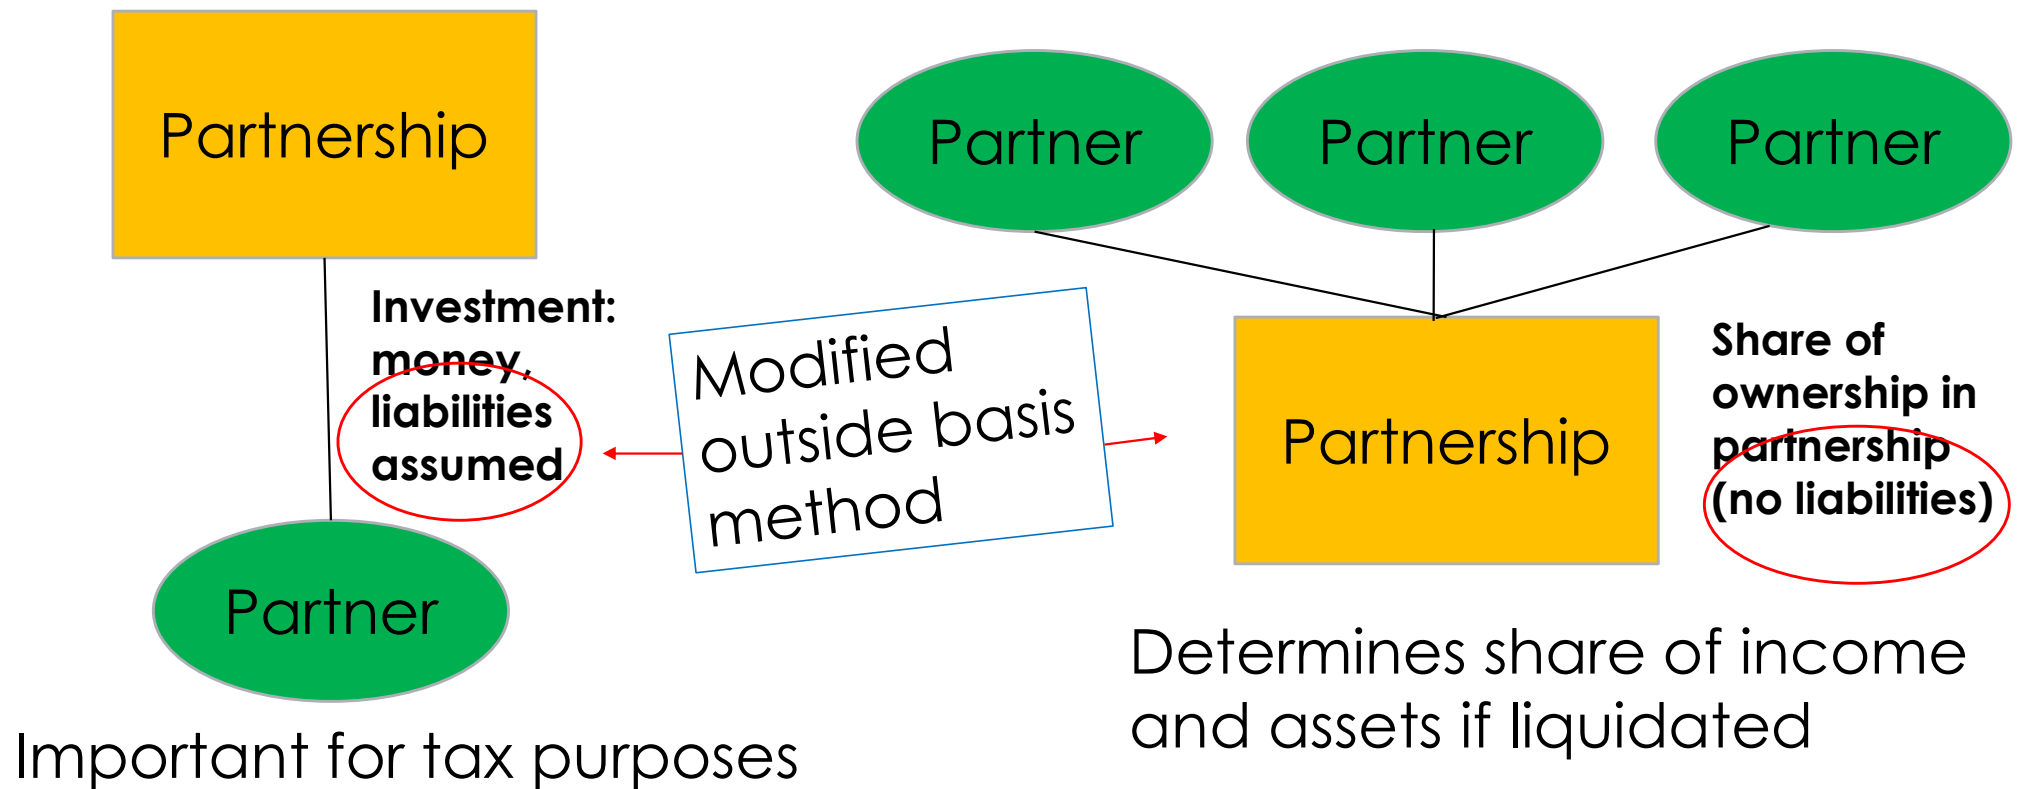 Partnership
Investment:
money,
liabilities
assumed
Partner
Important for tax purposes
Modified
outside basis
method
Partner
Partner
Partner
Partnership
Share of
ownership in
partnership
(no liabilities)
Determines share of income
and assets if liquidated